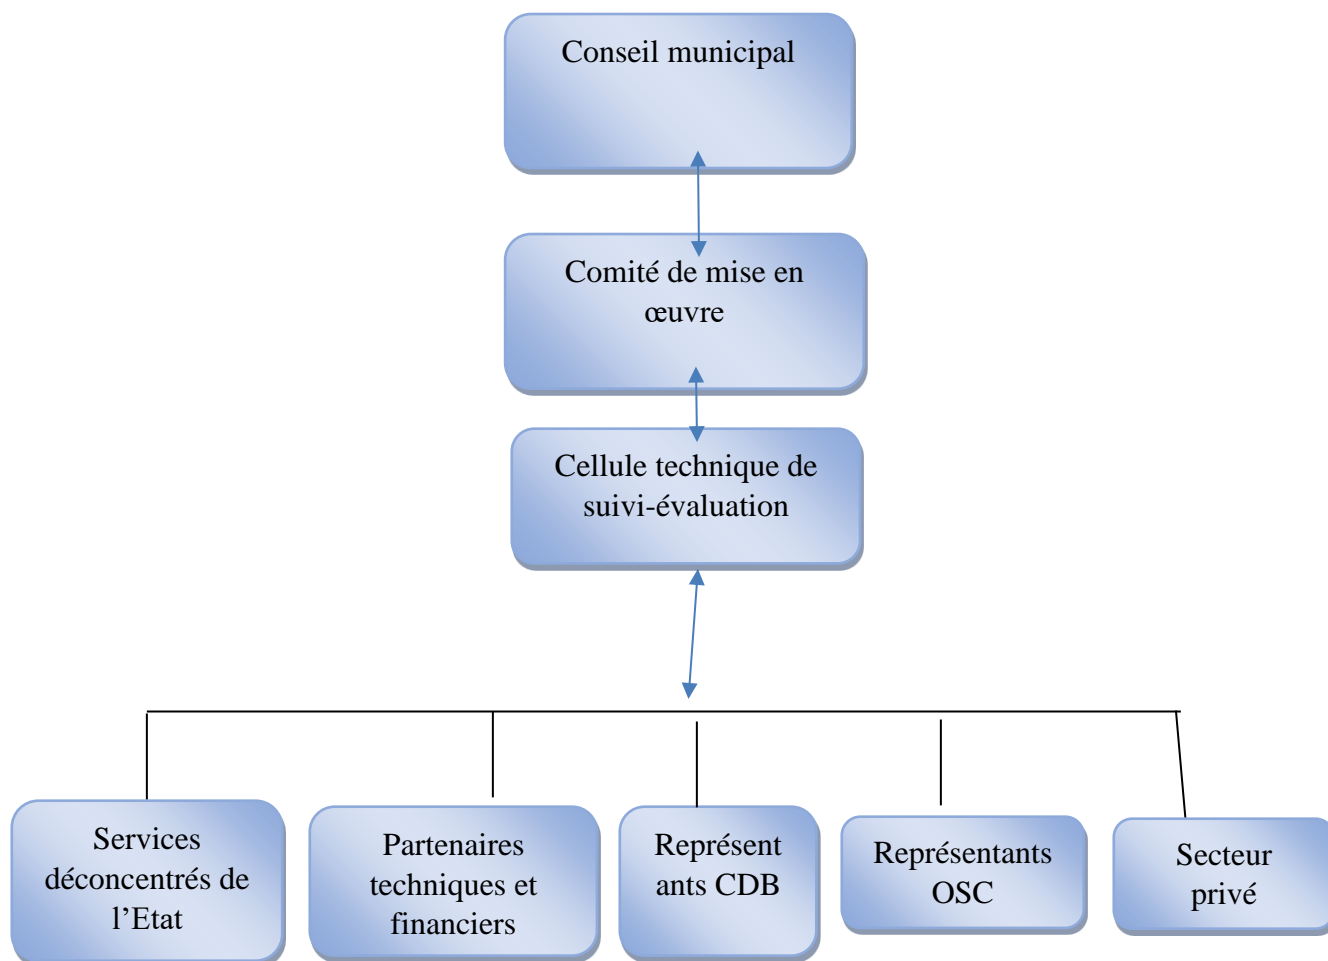 Conseil municipal
Comité de mise en
œuvre
Cellule technique de
suivi-évaluation
Services
déconcentrés de
l’Etat
Partenaires
techniques et
financiers
Représent
ants CDB
Représentants
OSC
Secteur
privé